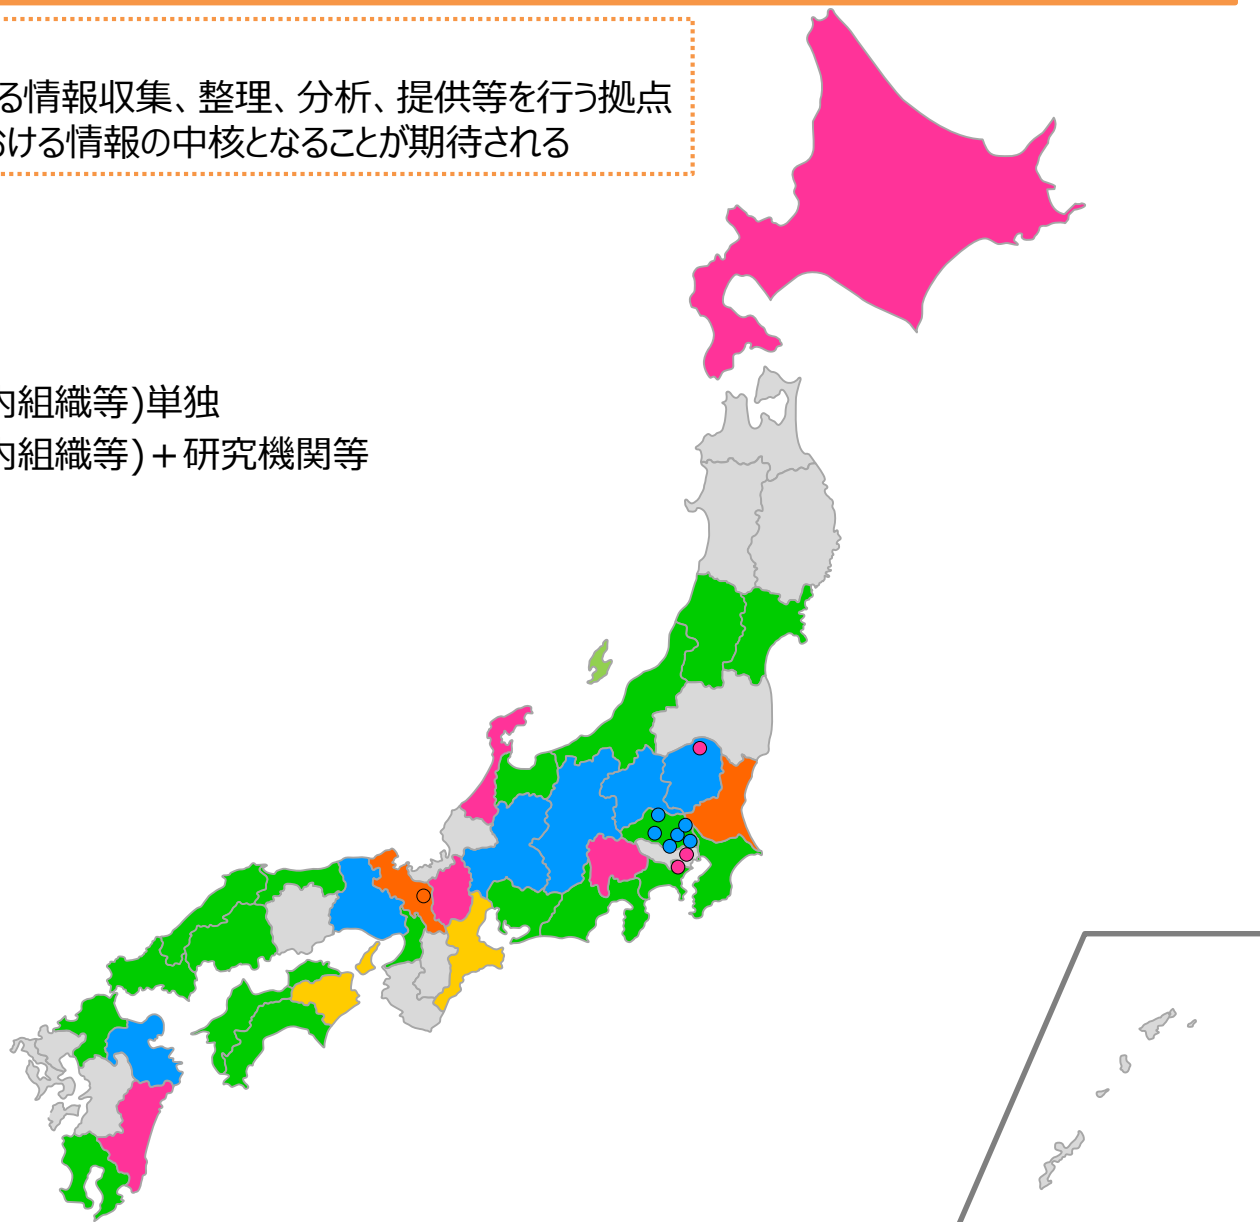 る情報収集、整理、分析、提供等を行う拠点
おける情報の中核となることが期待される
内組織等)単独
内組織等)＋研究機関等